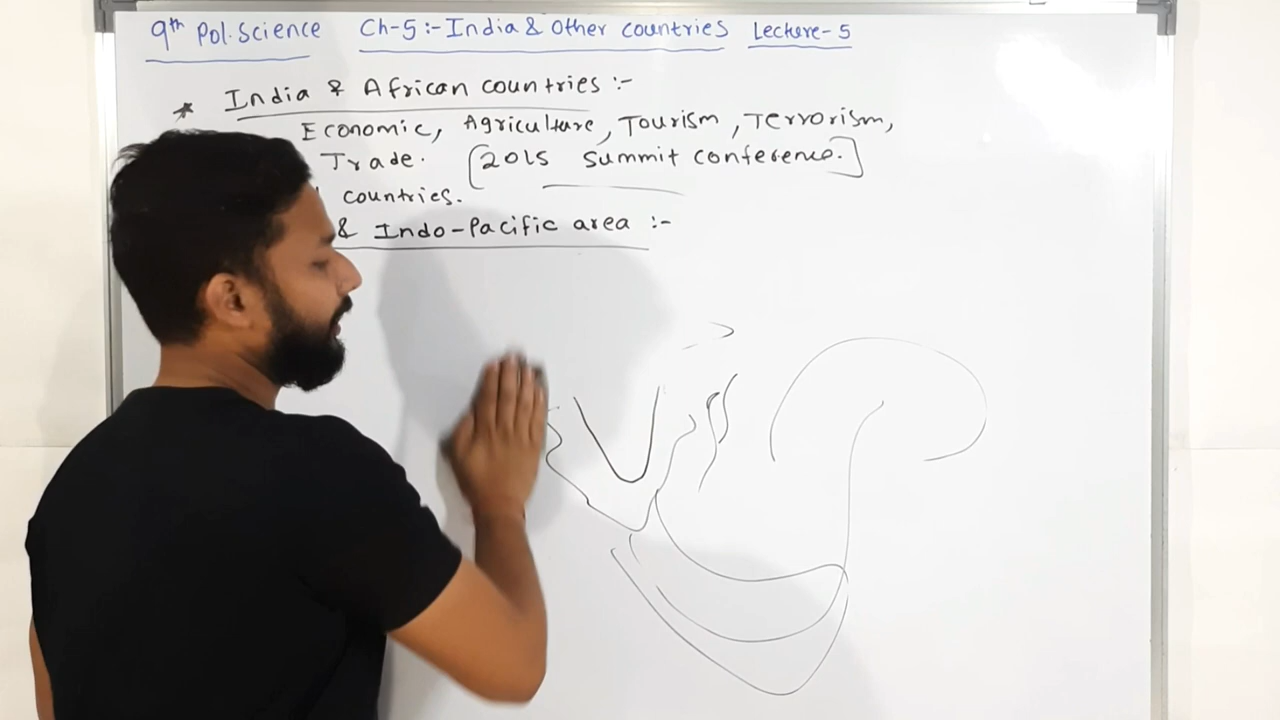 9th Pol. Science Ch-5:- India & Other countries Lecture-5
* India & African countries :-
Economic, Agriculture, Tourism, Terrorism,
Trade. [2015 Summit conference.]
countries.
& Indo-Pacific area :-